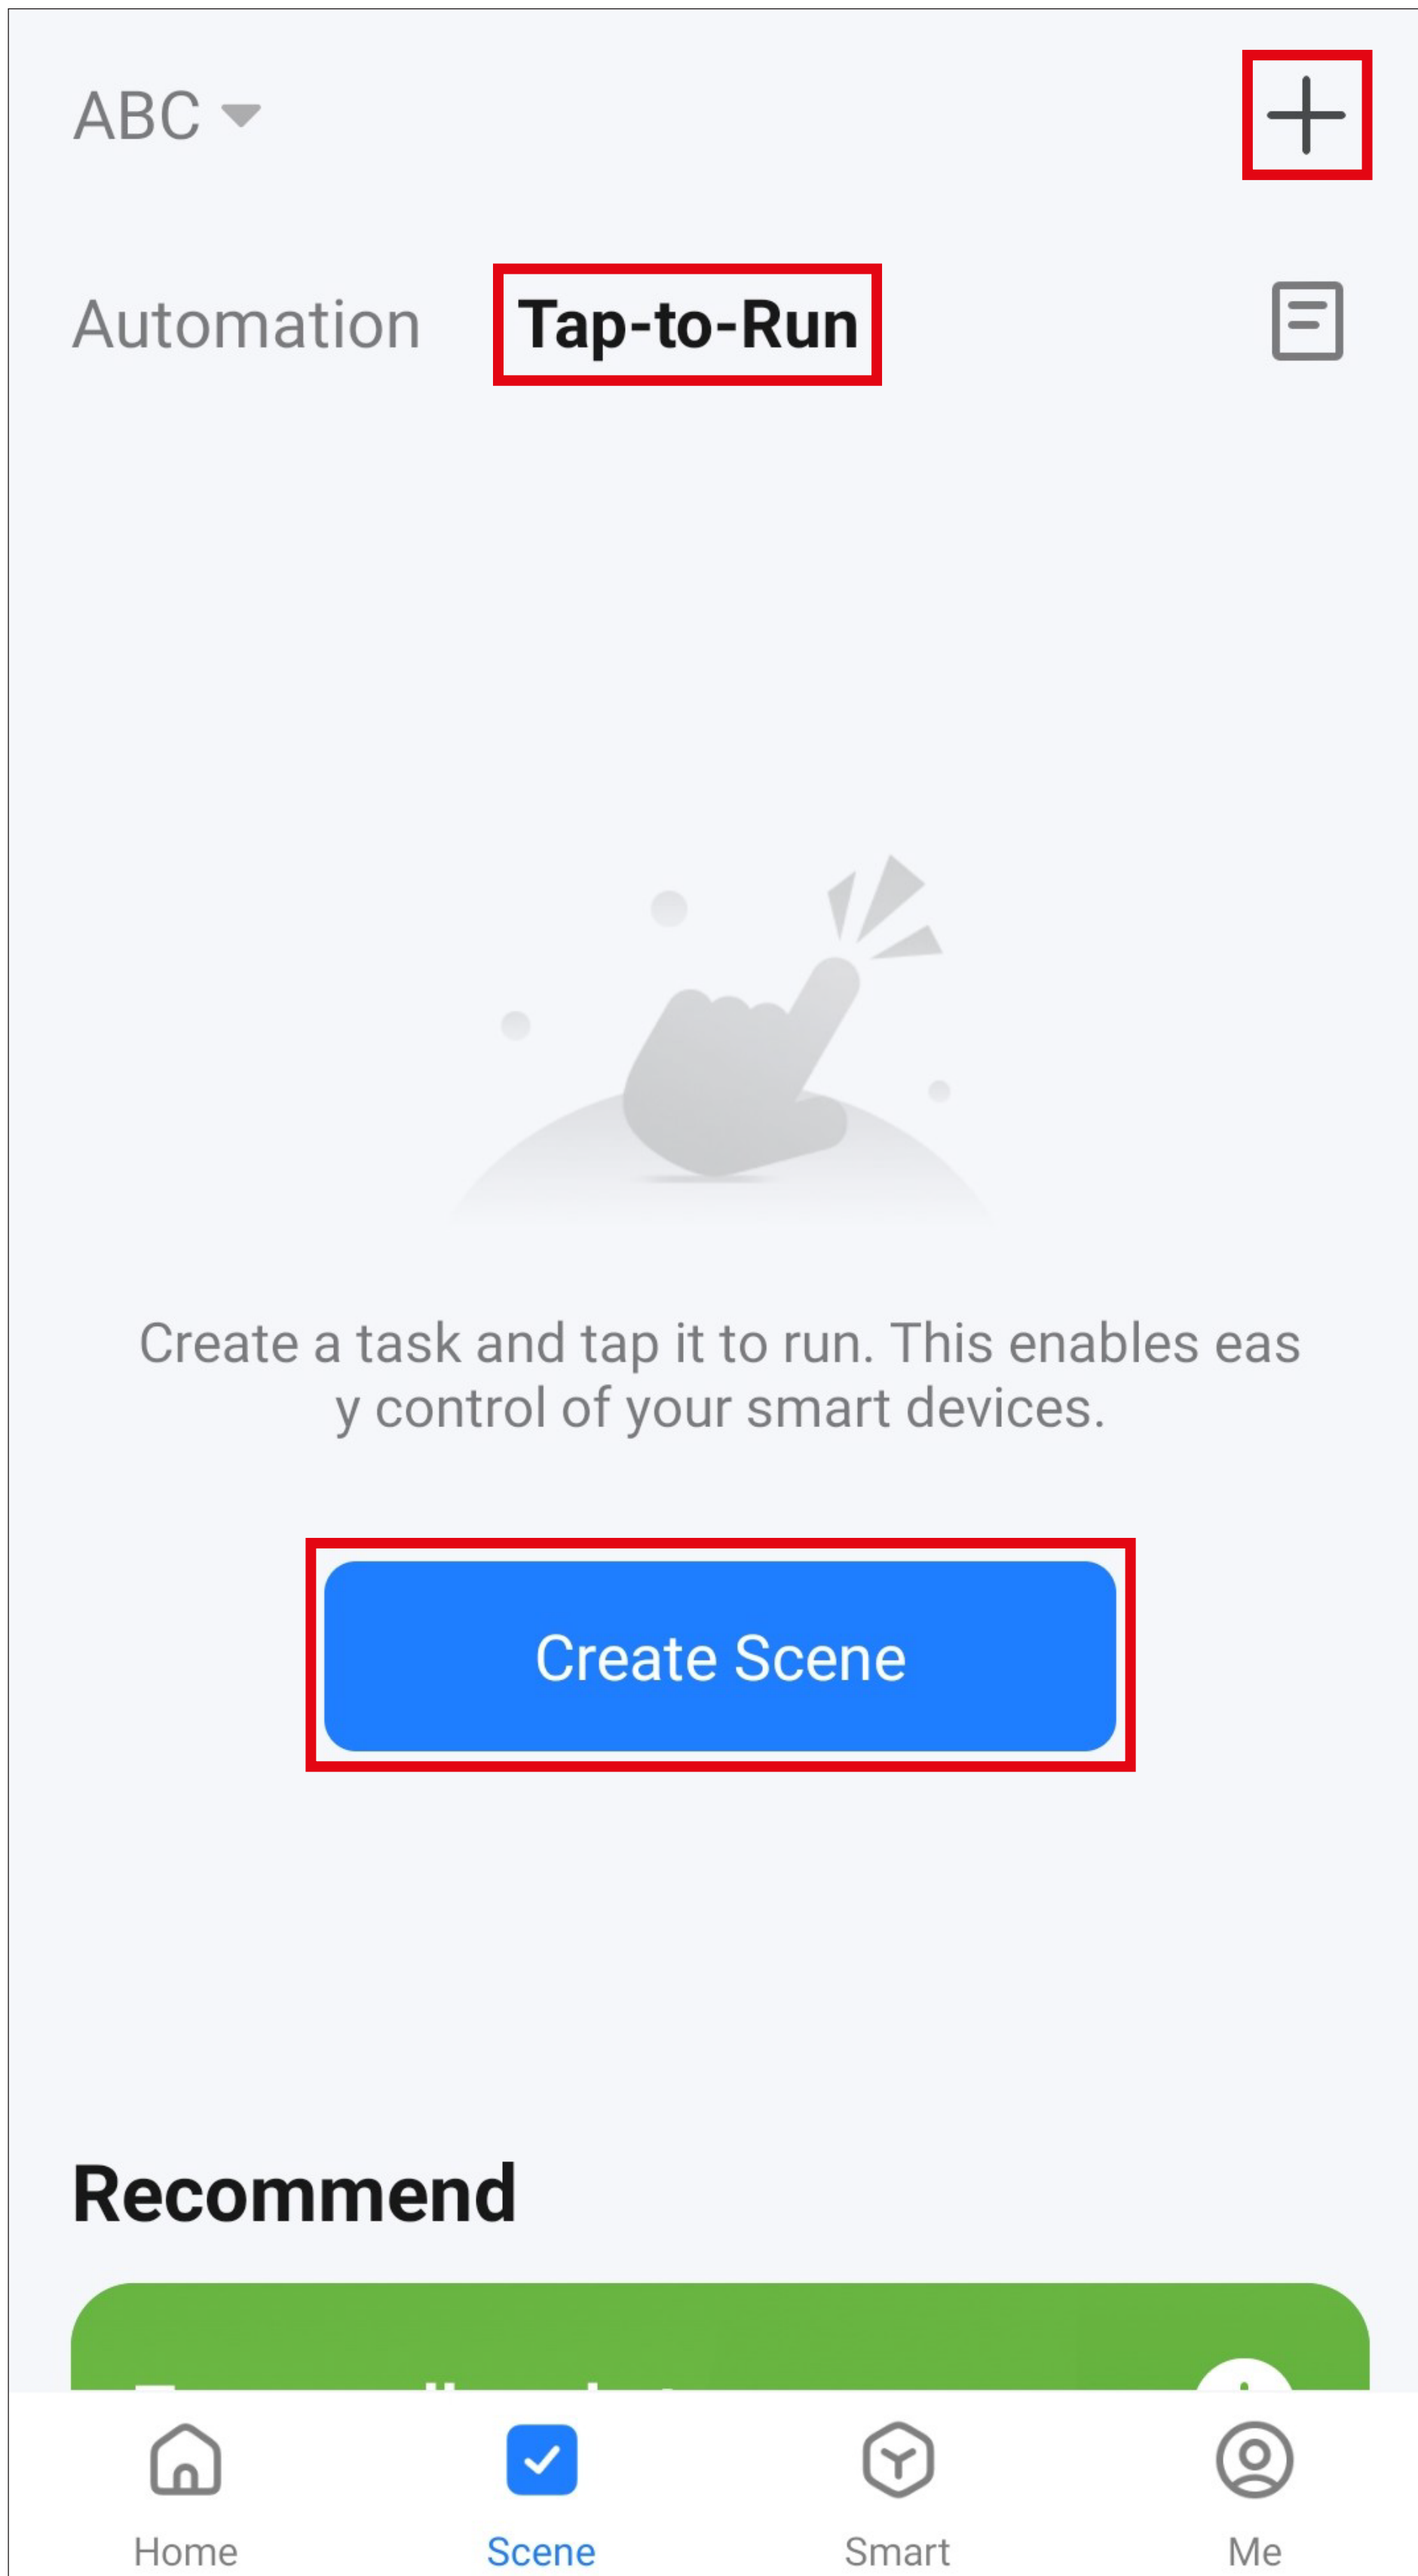 ABC
Automation Tap-to-Run
Create a task and tap it to run. This enables eas
y control of your smart devices.
Create Scene
Recommend
Home Scene Smart Me